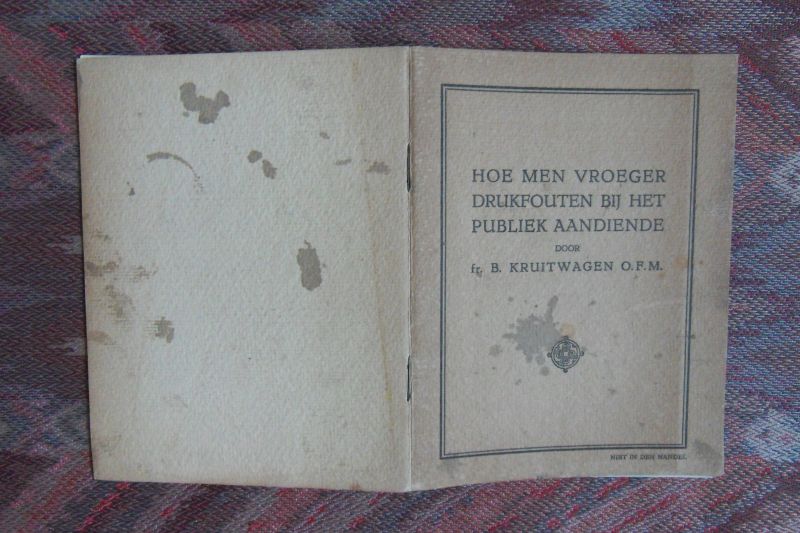 HOE MEN VROEGER
DRUKFOUTEN BIJ HET
PUBLIEK AANDIENDE
DOOR
fr. B. KRUITWAGEN O.F.M.
NIET IN DEN HANDEL